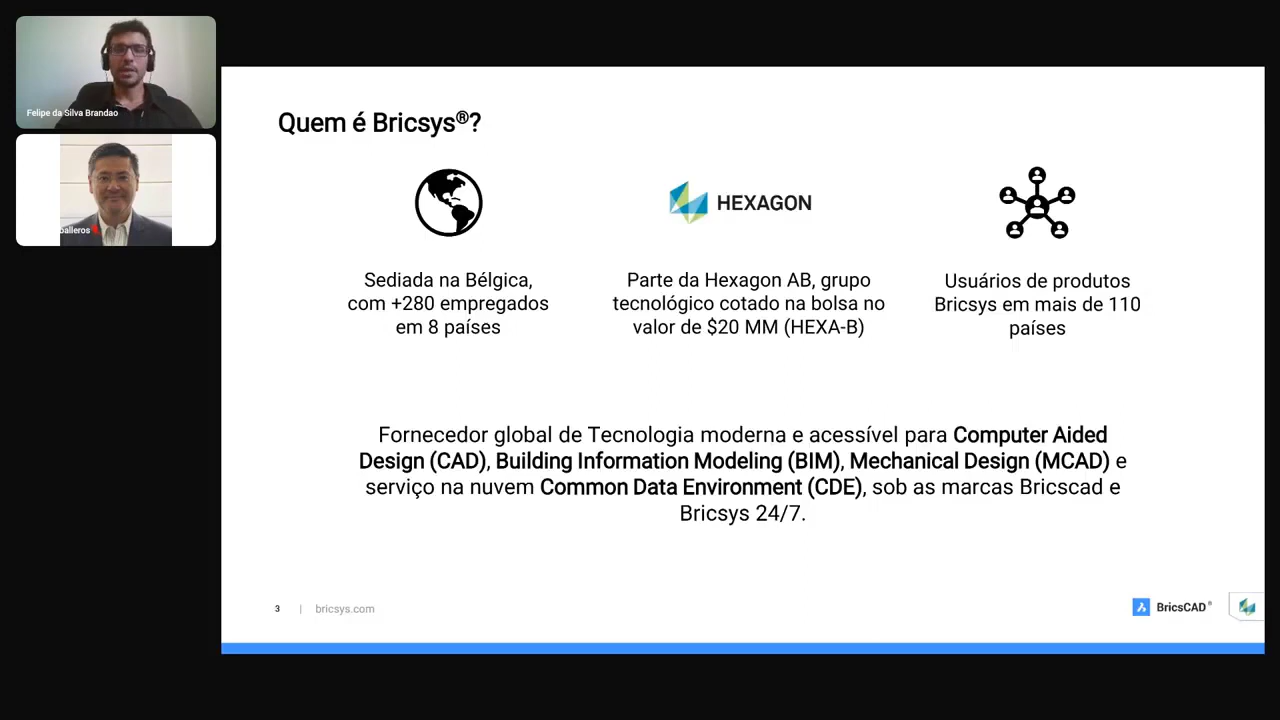 Felipe da Silva Brandao
balleros
Quem é Bricsys®?
HEXAGON
Sediada na Bélgica,
com +280 empregados
em 8 países
Parte da Hexagon AB, grupo
tecnológico cotado na bolsa no
valor de $20 MM (HEXA-B)
Usuários de produtos
Bricsys em mais de 110
países
Fornecedor global de Tecnologia moderna e acessível para Computer Aided
Design (CAD), Building Information Modeling (BIM), Mechanical Design (MCAD) e
serviço na nuvem Common Data Environment (CDE), sob as marcas Bricscad e
Bricsys 24/7.
3 | bricsys.com
BricsCAD®